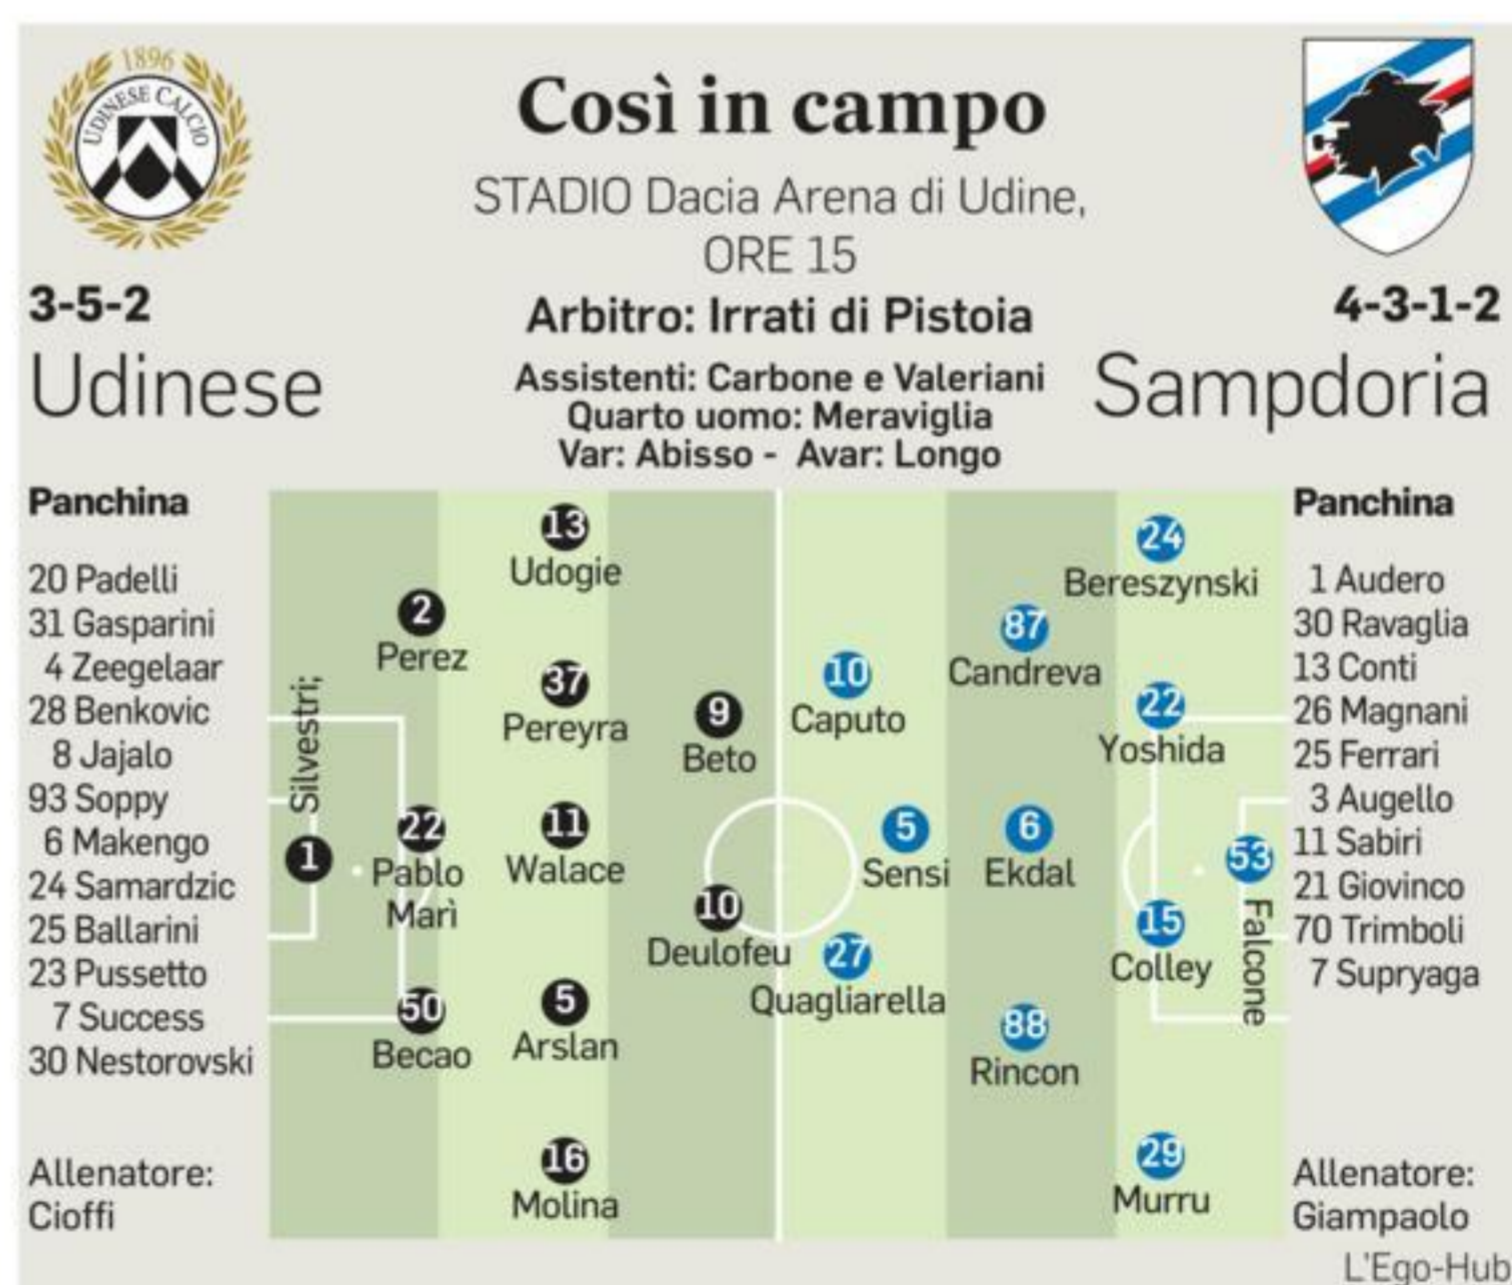 1896
UDINESE CALCIO
Così in campo
STADIO Dacia Arena di Udine,
ORE 15
3-5-2
Udinese
Arbitro: Irrati di Pistoia
Assistenti: Carbone e Valeriani
Quarto uomo: Meraviglia
Var: Abisso - Avar: Longo
4-3-1-2
Sampdoria
Panchina
20 Padelli
31 Gasparini
4 Zeegelaar
28 Benkovic
8 Jajalo
93 Soppy
6 Makengo
24 Samardzic
25 Ballarini
23 Pussetto
7 Success
30 Nestorovski
Allenatore:
Cioffi
1
Silvestri;
2
Perez
22
Pablo
Marì
50
Becao
13
Udogie
37
Pereyra
11
Walace
5
Arslan
16
Molina
9
Beto
10
Deulofeu
10
Caputo
27
Quagliarella
5
Sensi
87
Candreva
6
Ekdal
88
Rincon
24
Bereszynski
22
Yoshida
15
Colley
29
Murru
53
Falcone
Panchina
1 Audero
30 Ravaglia
13 Conti
26 Magnani
25 Ferrari
3 Augello
11 Sabiri
21 Giovinco
70 Trimboli
7 Supryaga
Allenatore:
Giampaolo
L'Ego-Hub